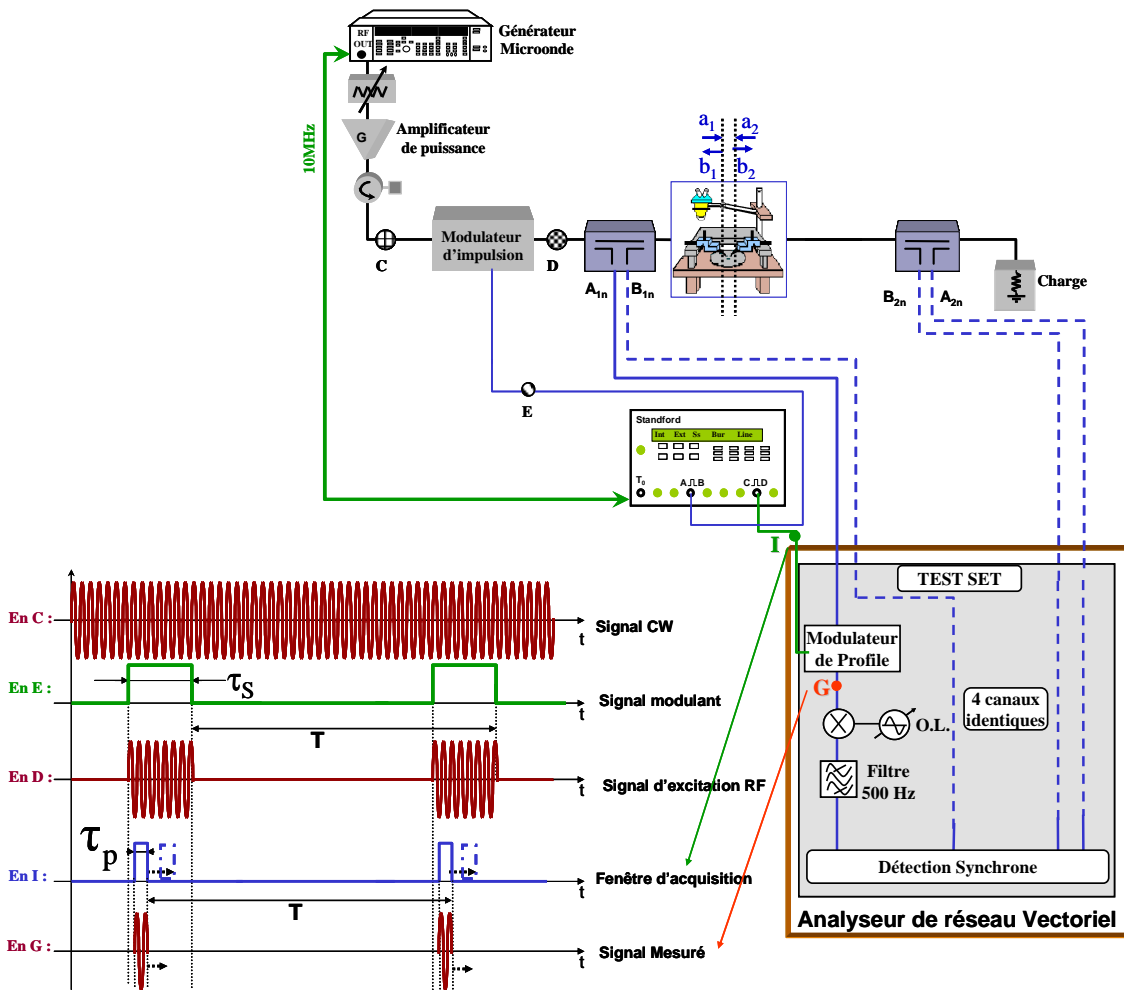 RF
OUT
Générateur
Microonde
10MHz
G
Amplificateur
de puissance
a1
a2
b1
b2
C
Modulateur
d'impulsion
D
A1n
B1n
B2n
A2n
Charge
E
Standford
Int Ext Ss Bur Line
T0
A B
C D
I
TEST SET
Modulateur
de Profile
G
4 canaux
identiques
O.L.
Filtre
500 Hz
Détection Synchrone
Analyseur de réseau Vectoriel
En C :
t
Signal CW
En E :
τS
t
Signal modulant
T
En D :
t
Signal d'excitation RF
τp
En I :
t
Fenêtre d'acquisition
T
En G :
t
Signal Mesuré